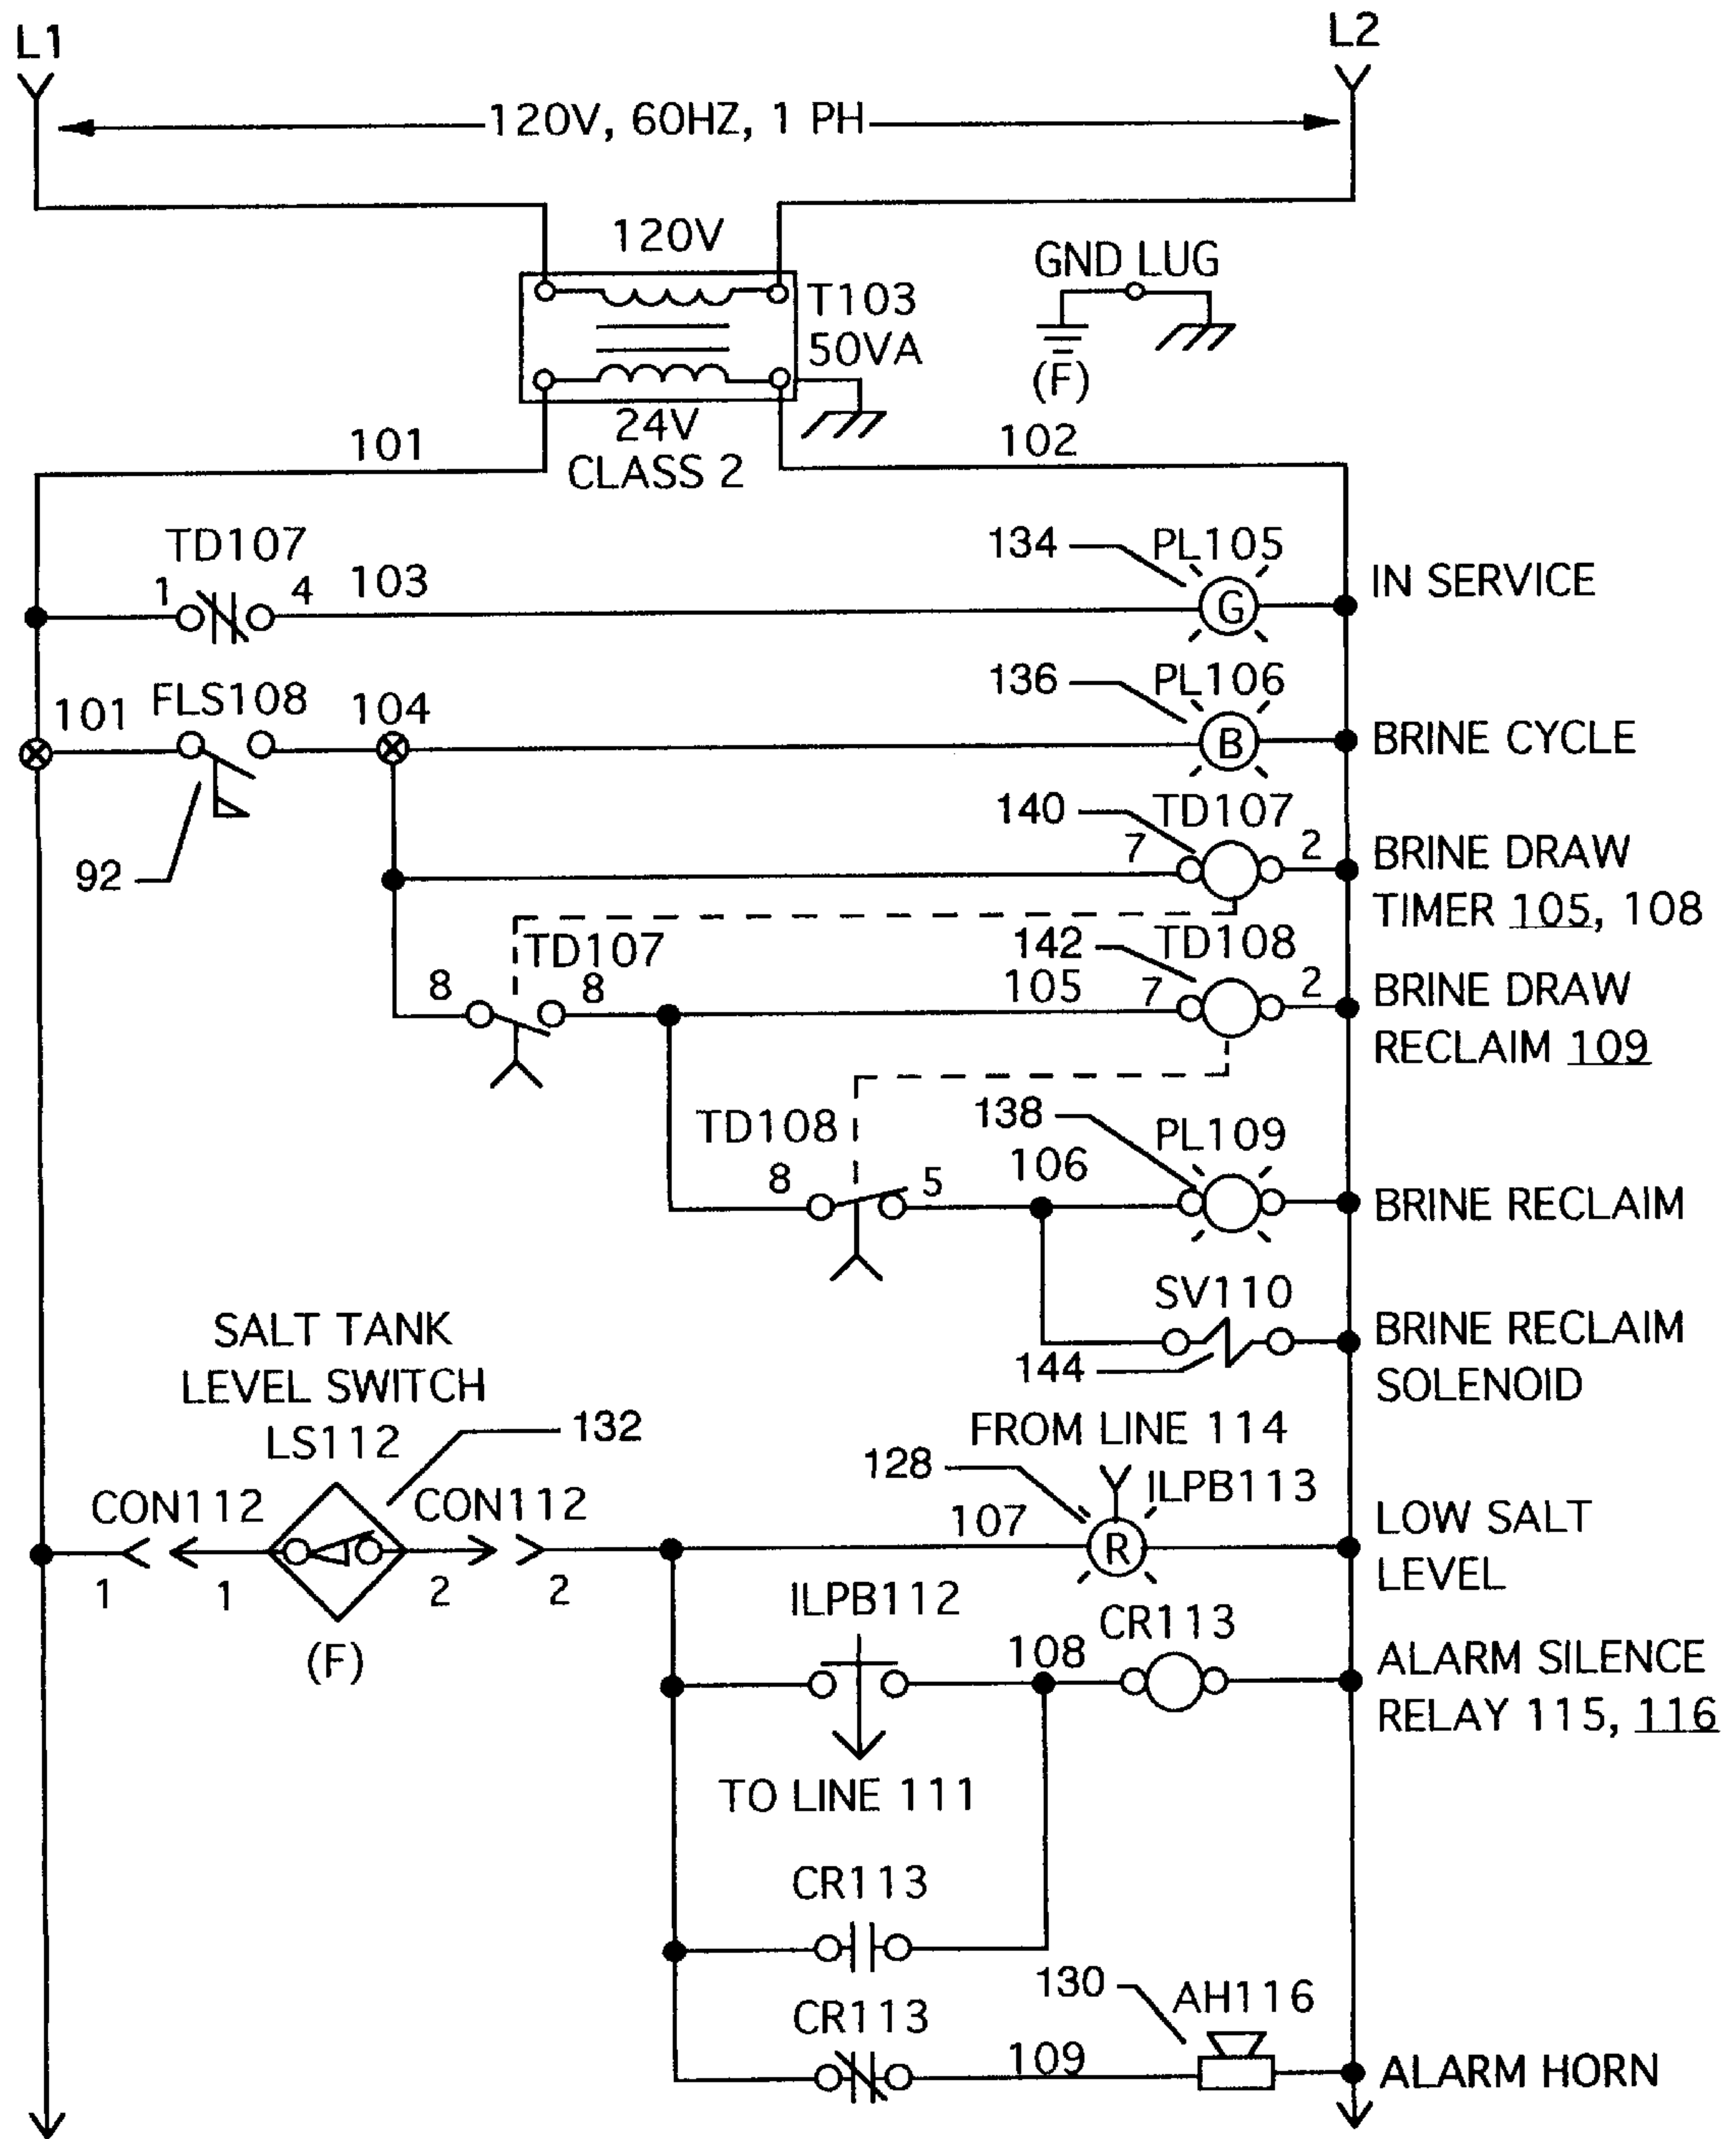 L1
L2
120V, 60HZ, 1 PH
120V
GND LUG
T103
50VA
(F)
24V
CLASS 2
101
102
TD107
1
4
103
134
PL105
G
IN SERVICE
101
FLS108
104
136
PL106
B
BRINE CYCLE
92
140
TD107
7
2
BRINE DRAW
TIMER 105, 108
TD107
8
8
142
TD108
105
7
2
BRINE DRAW
RECLAIM 109
TD108
8
5
138
PL109
106
BRINE RECLAIM
SV110
144
BRINE RECLAIM
SOLENOID
SALT TANK
LEVEL SWITCH
LS112
132
CON112
CON112
1
1
2
2
(F)
FROM LINE 114
128
ILPB113
107
R
LOW SALT
LEVEL
ILPB112
108
CR113
ALARM SILENCE
RELAY 115, 116
TO LINE 111
CR113
CR113
130
AH116
109
ALARM HORN